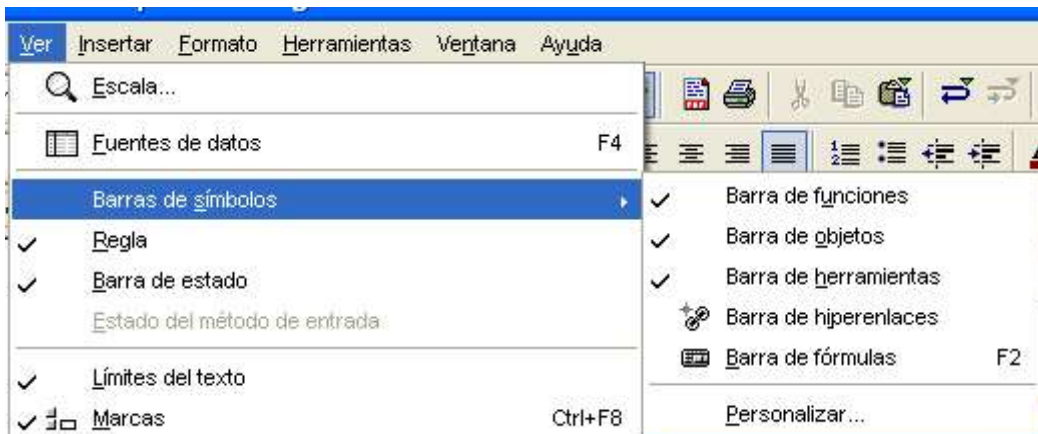 Ver Insertar Formato Herramientas Ventana Ayuda
Escala...
Fuentes de datos F4
Barras de símbolos
Regla
Barra de estado
Estado del método de entrada
Límites del texto
Marcas Ctrl+F8
Barra de funciones
Barra de objetos
Barra de herramientas
Barra de hiperenlaces
Barra de fórmulas F2
Personalizar...